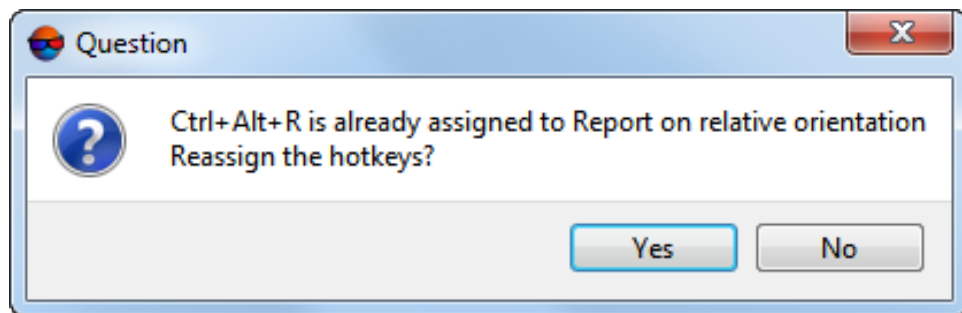 Question
Ctrl+Alt+R is already assigned to Report on relative orientation
Reassign the hotkeys?
Yes
No